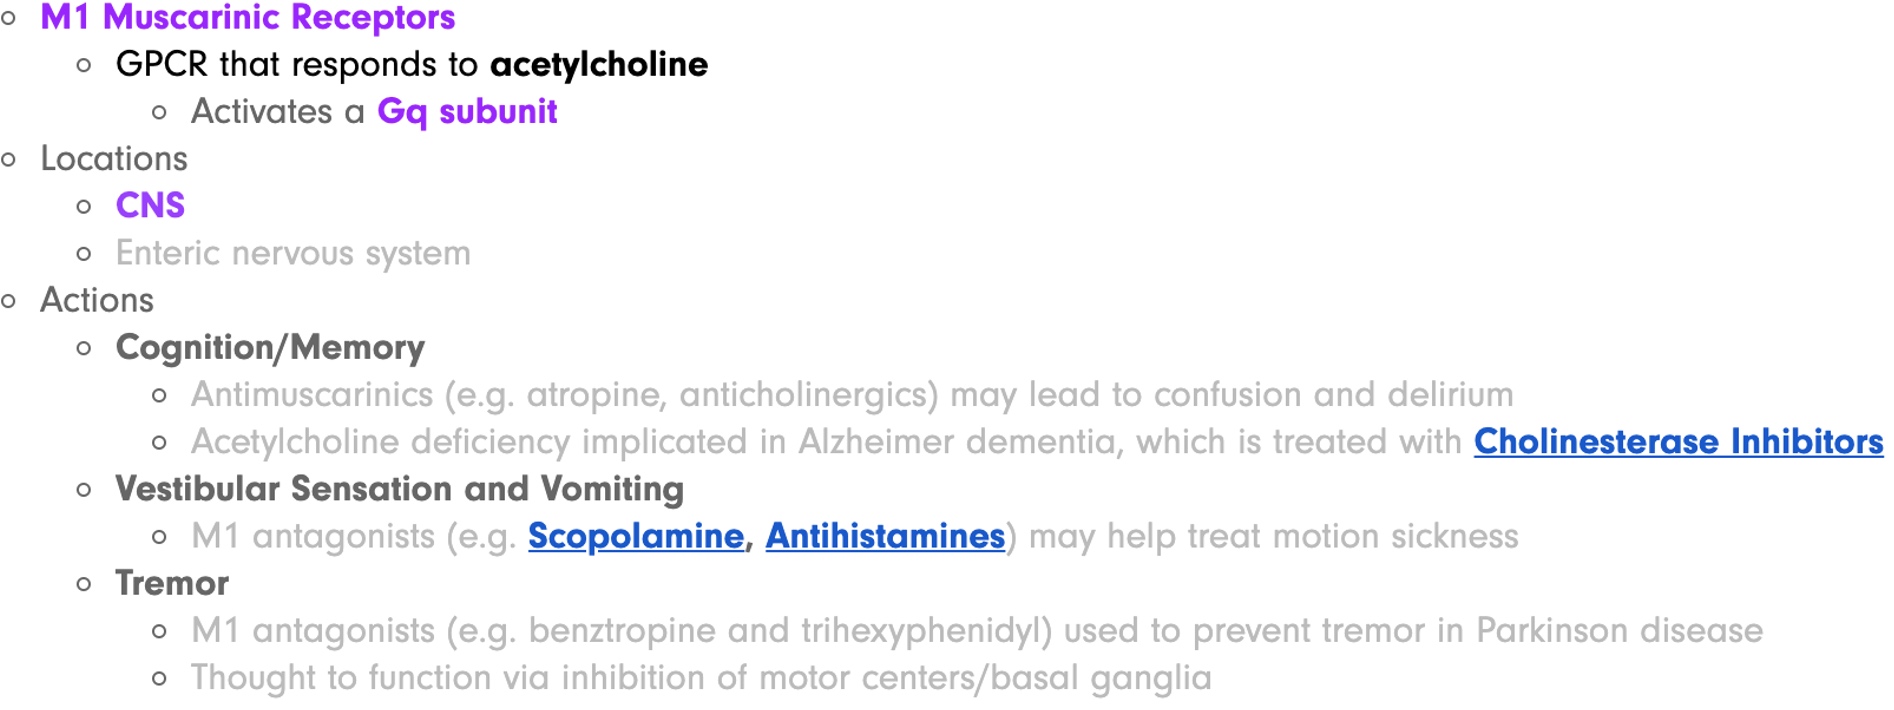 M1 Muscarinic Receptors
GPCR that responds to acetylcholine
Activates a Gq subunit
Locations
CNS
Enteric nervous system
Actions
Cognition/Memory
Antimuscarinics (e.g. atropine, anticholinergics) may lead to confusion and delirium
Acetylcholine deficiency implicated in Alzheimer dementia, which is treated with Cholinesterase Inhibitors
Vestibular Sensation and Vomiting
M1 antagonists (e.g. Scopolamine, Antihistamines) may help treat motion sickness
Tremor
M1 antagonists (e.g. benztropine and trihexyphenidyl) used to prevent tremor in Parkinson disease
Thought to function via inhibition of motor centers/basal ganglia